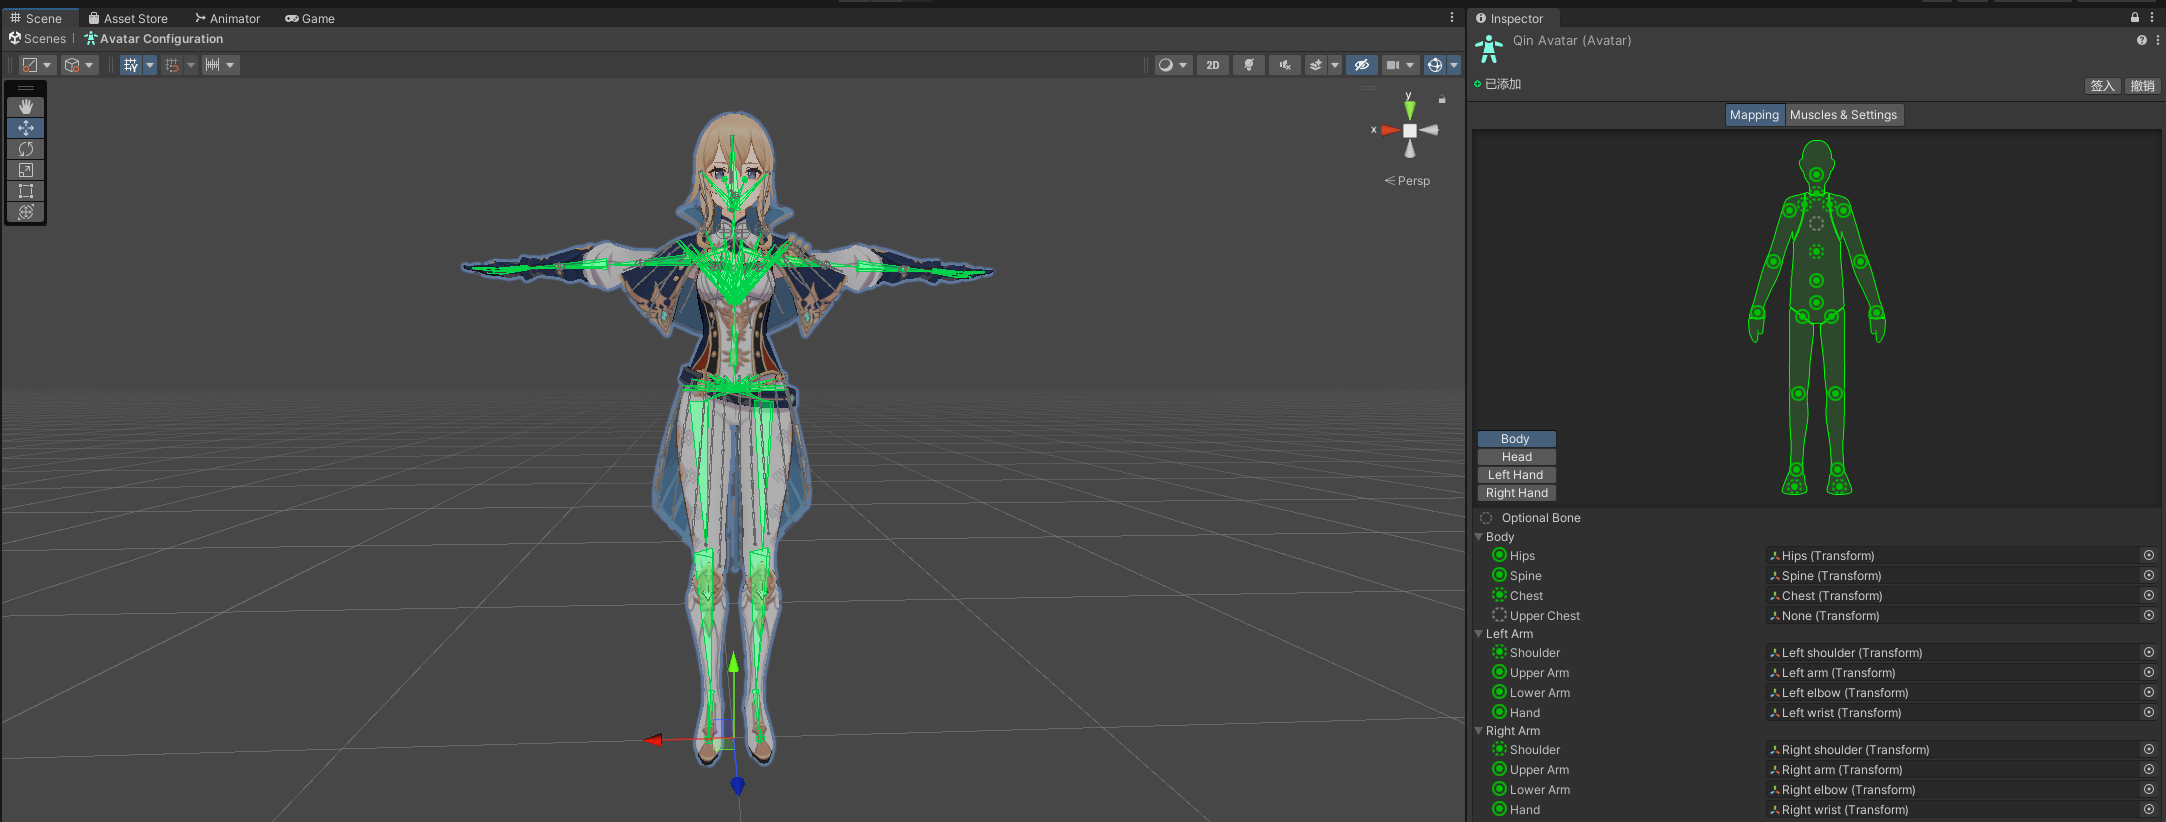 Scene
Asset Store
Animator
Game
Scenes
Avatar Configuration
2D
y
x
Persp
Inspector
Qin Avatar (Avatar)
已添加
签入
撤销
Mapping
Muscles & Settings
Body
Head
Left Hand
Right Hand
Optional Bone
Body
Hips
Hips (Transform)
Spine
Spine (Transform)
Chest
Chest (Transform)
Upper Chest
None (Transform)
Left Arm
Shoulder
Left shoulder (Transform)
Upper Arm
Left arm (Transform)
Lower Arm
Left elbow (Transform)
Hand
Left wrist (Transform)
Right Arm
Shoulder
Right shoulder (Transform)
Upper Arm
Right arm (Transform)
Lower Arm
Right elbow (Transform)
Hand
Right wrist (Transform)